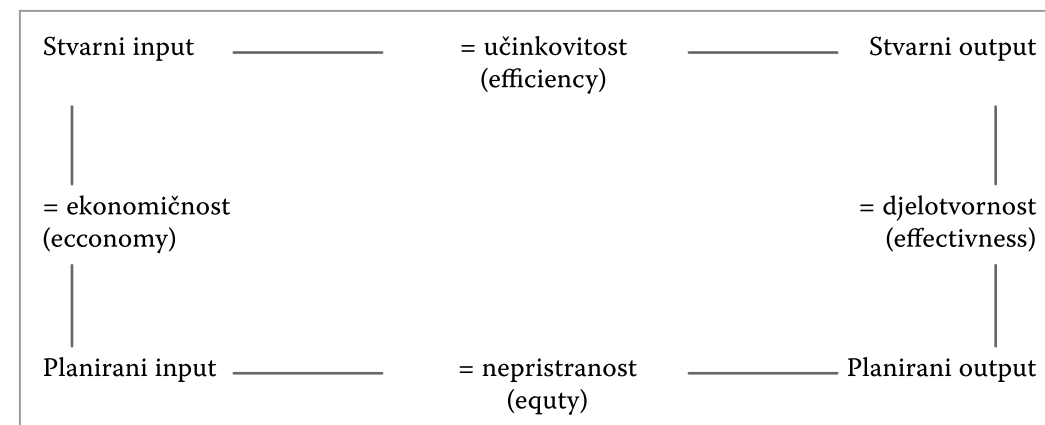 Stvarni input = učinkovitost Stvarni output
(efficiency)
= ekonomičnost = djelotvornost
(ecconomy) (effectivness)
Planirani input = nepristranost Planirani output
(equty)